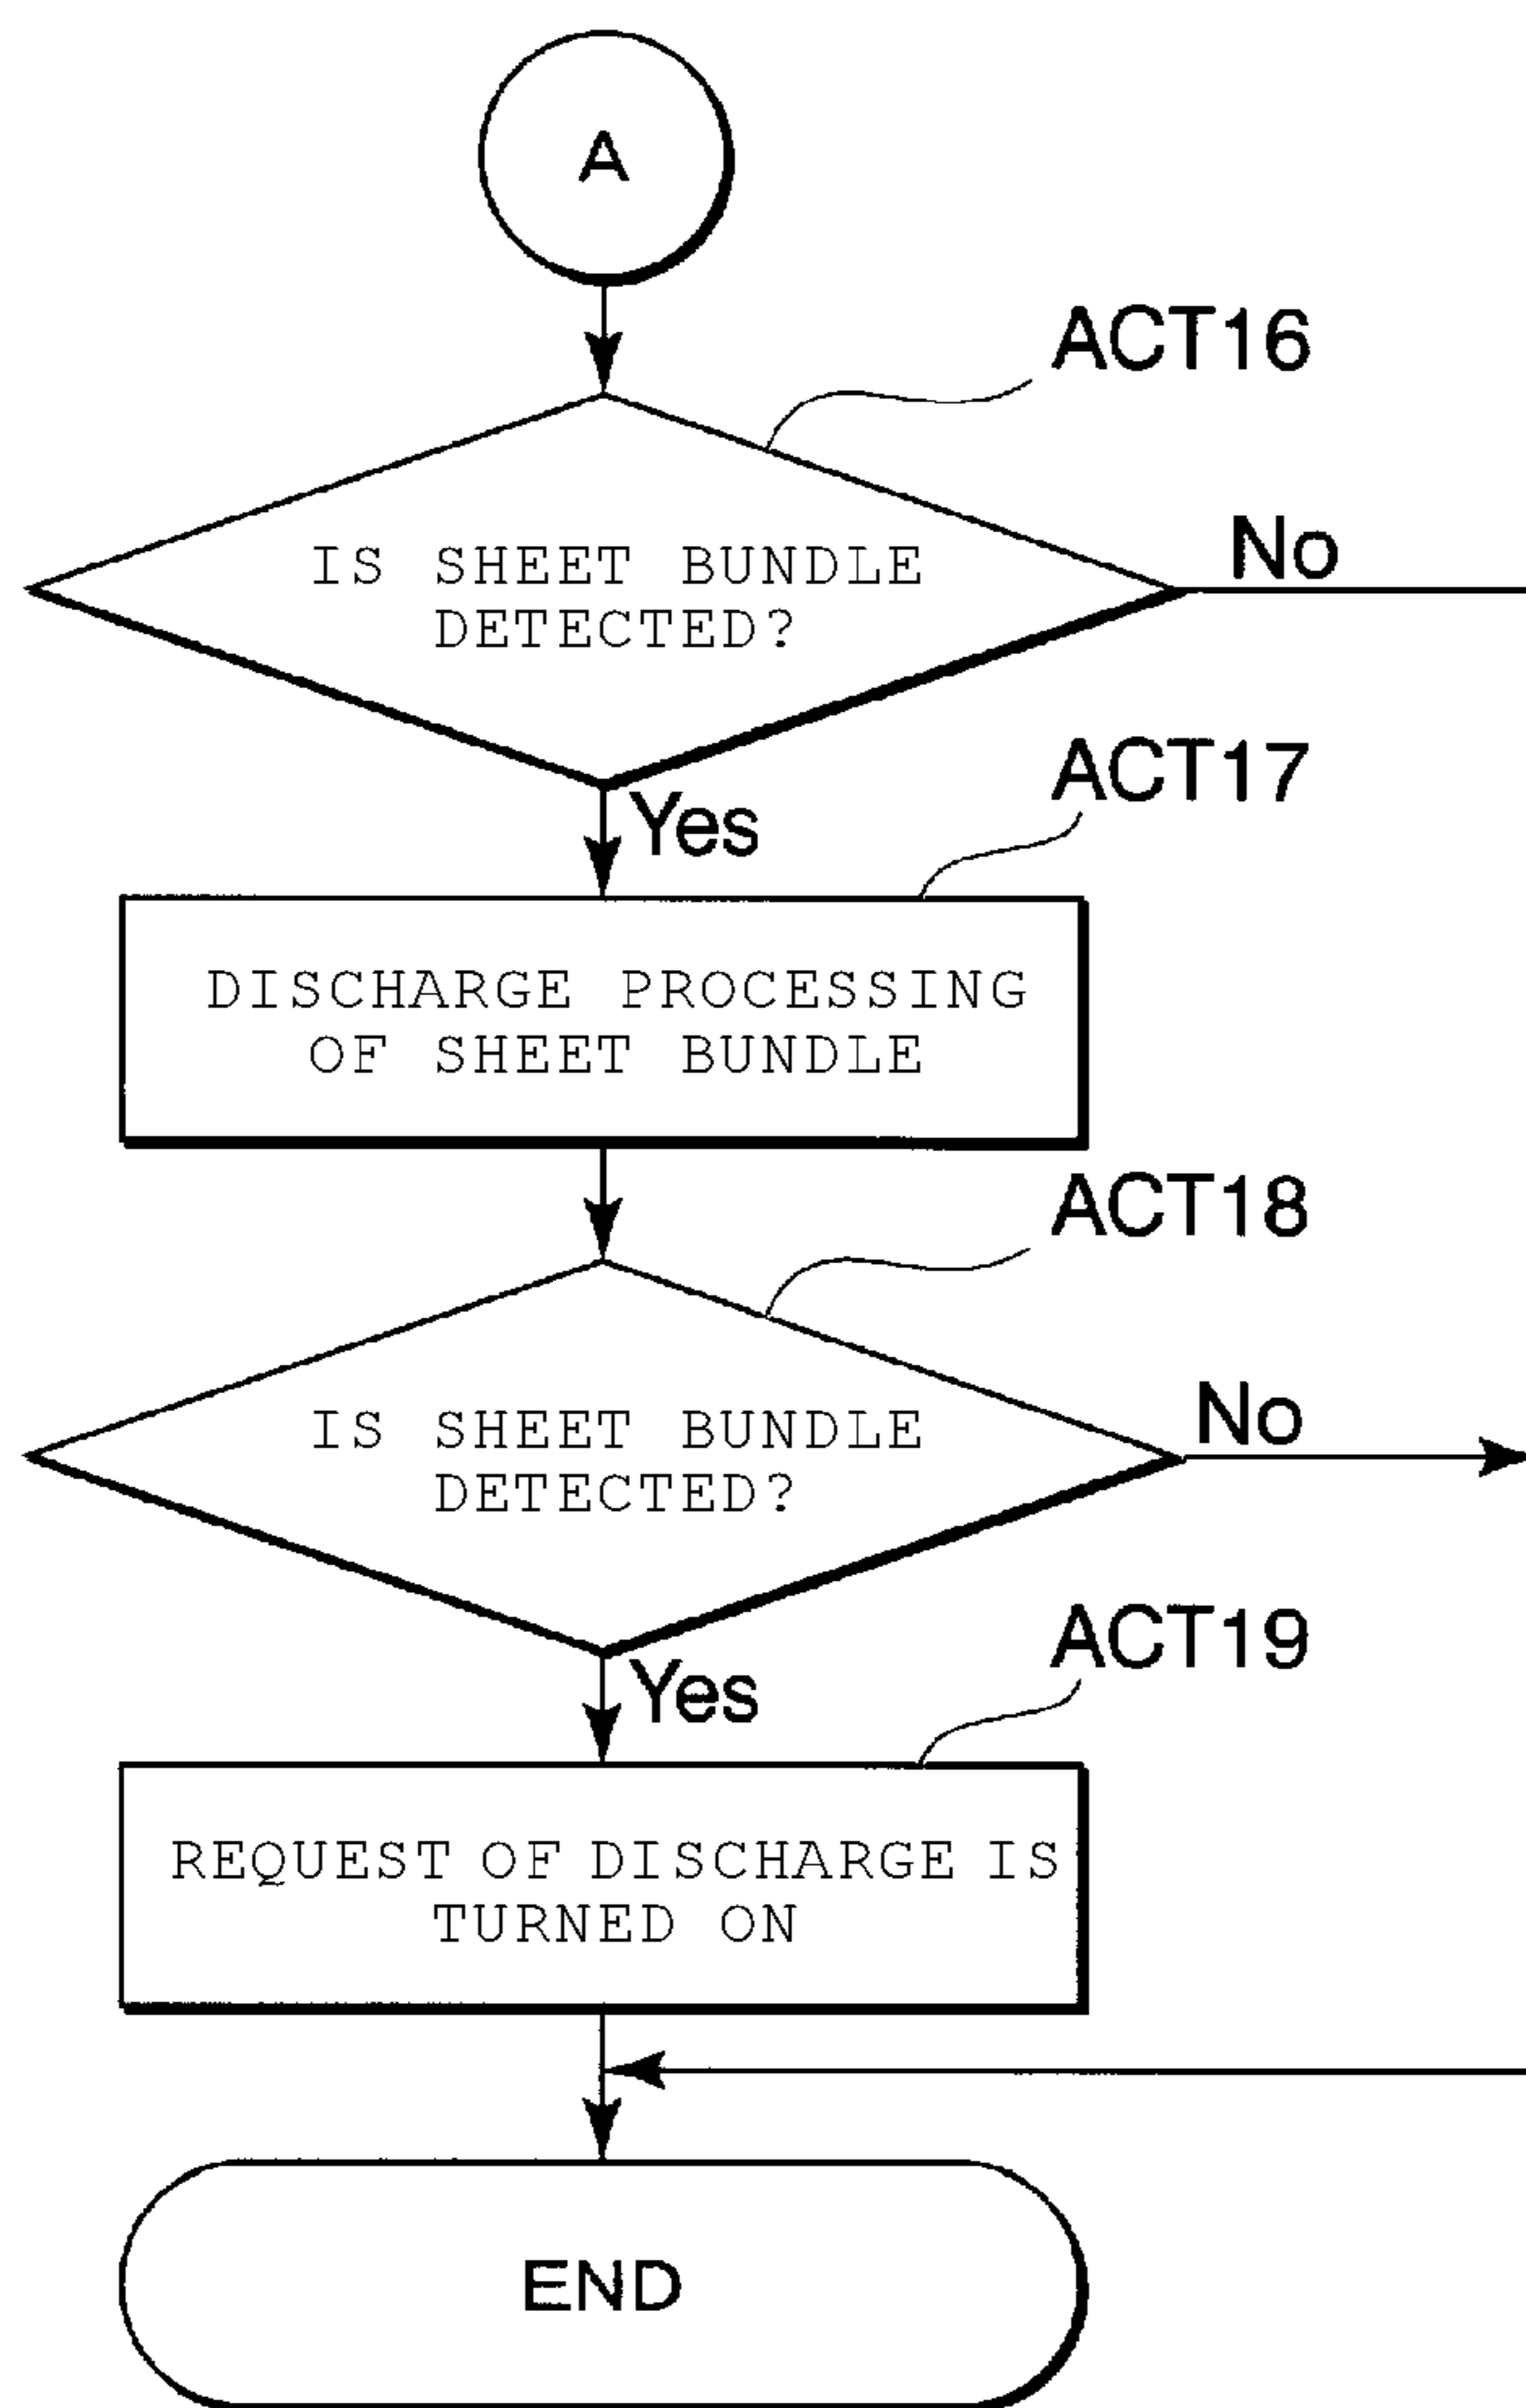 A
ACT16
IS SHEET BUNDLE
DETECTED?
No
Yes
ACT17
DISCHARGE PROCESSING
OF SHEET BUNDLE
ACT18
IS SHEET BUNDLE
DETECTED?
No
Yes
ACT19
REQUEST OF DISCHARGE IS
TURNED ON
END